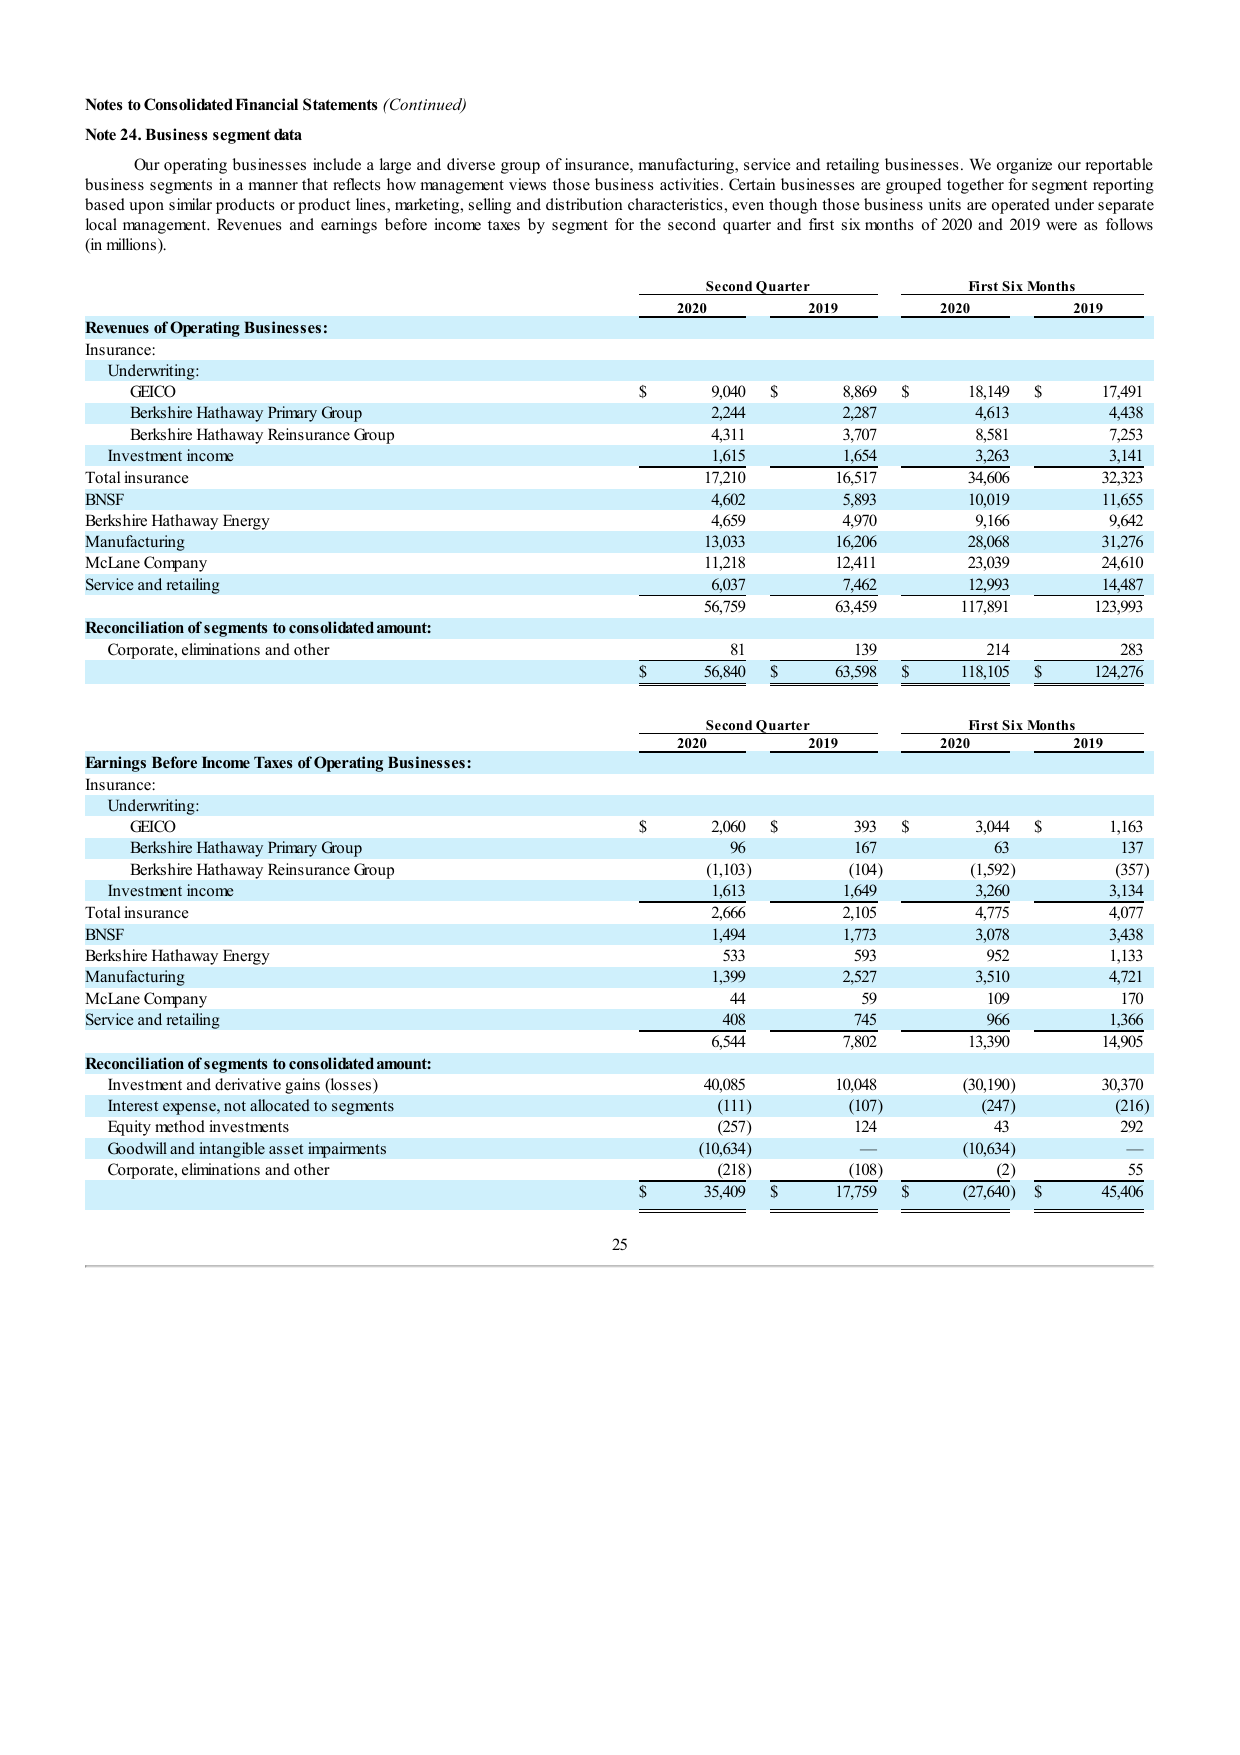 Notes to Consolidated Financial Statements (Continued)
Note 24. Business segment data
Our operating businesses include a large and diverse group of insurance, manufacturing, service and retailing businesses. We organize our reportable
business segments in a manner that reflects how management views those business activities. Certain businesses are grouped together for segment reporting
based upon similar products or product lines, marketing, selling and distribution characteristics, even though those business units are operated under separate
local management. Revenues and earnings before income taxes by segment for the second quarter and first six months of 2020 and 2019 were as follows
(in millions).
Second Quarter First Six Months
2020 2019 2020 2019
Revenues of Operating Businesses:
Insurance:
Underwriting:
GEICO $ 9,040 $ 8,869 $ 18,149 $ 17,491
Berkshire Hathaway Primary Group 2,244 2,287 4,613 4,438
Berkshire Hathaway Reinsurance Group 4,311 3,707 8,581 7,253
Investment income 1,615 1,654 3,263 3,141
Total insurance 17,210 16,517 34,606 32,323
BNSF 4,602 5,893 10,019 11,655
Berkshire Hathaway Energy 4,659 4,970 9,166 9,642
Manufacturing 13,033 16,206 28,068 31,276
McLane Company 11,218 12,411 23,039 24,610
Service and retailing 6,037 7,462 12,993 14,487
56,759 63,459 117,891 123,993
Reconciliation of segments to consolidated amount:
Corporate, eliminations and other 81 139 214 283
$ 56,840 $ 63,598 $ 118,105 $ 124,276
Second Quarter First Six Months
2020 2019 2020 2019
Earnings Before Income Taxes of Operating Businesses:
Insurance:
Underwriting:
GEICO $ 2,060 $ 393 $ 3,044 $ 1,163
Berkshire Hathaway Primary Group 96 167 63 137
Berkshire Hathaway Reinsurance Group (1,103) (104) (1,592) (357)
Investment income 1,613 1,649 3,260 3,134
Total insurance 2,666 2,105 4,775 4,077
BNSF 1,494 1,773 3,078 3,438
Berkshire Hathaway Energy 533 593 952 1,133
Manufacturing 1,399 2,527 3,510 4,721
McLane Company 44 59 109 170
Service and retailing 408 745 966 1,366
6,544 7,802 13,390 14,905
Reconciliation of segments to consolidated amount:
Investment and derivative gains (losses) 40,085 10,048 (30,190) 30,370
Interest expense, not allocated to segments (111) (107) (247) (216)
Equity method investments (257) 124 43 292
Goodwill and intangible asset impairments (10,634) — (10,634) —
Corporate, eliminations and other (218) (108) (2) 55
$ 35,409 $ 17,759 $ (27,640) $ 45,406
25